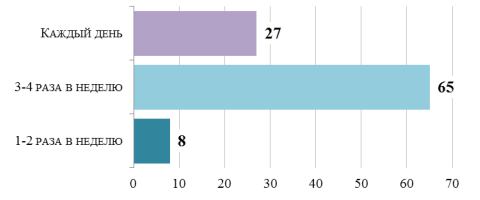 Каждый день
27
3-4 раза в неделю
65
1-2 раза в неделю
8
0 10 20 30 40 50 60 70